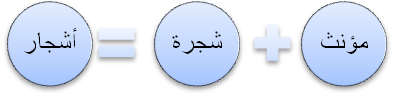 مؤنث + شجرة = أشجار